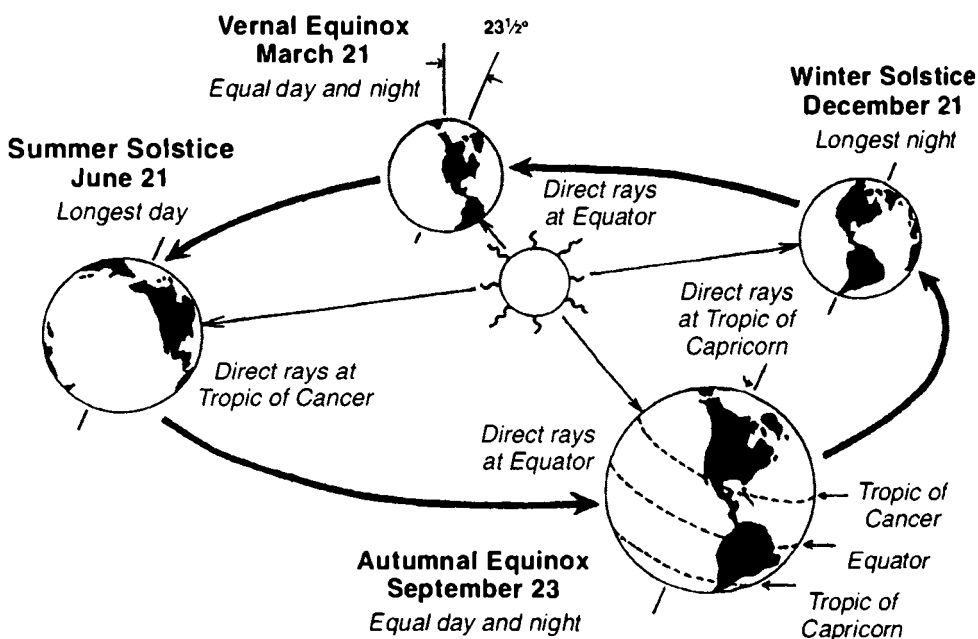 Vernal Equinox
March 21
Equal day and night
23½°
Winter Solstice
December 21
Longest night
Summer Solstice
June 21
Longest day
Direct rays
at Equator
Direct rays
at Tropic of
Capricorn
Direct rays at
Tropic of Cancer
Direct rays
at Equator
Tropic of
Cancer
Equator
Tropic of
Capricorn
Autumnal Equinox
September 23
Equal day and night